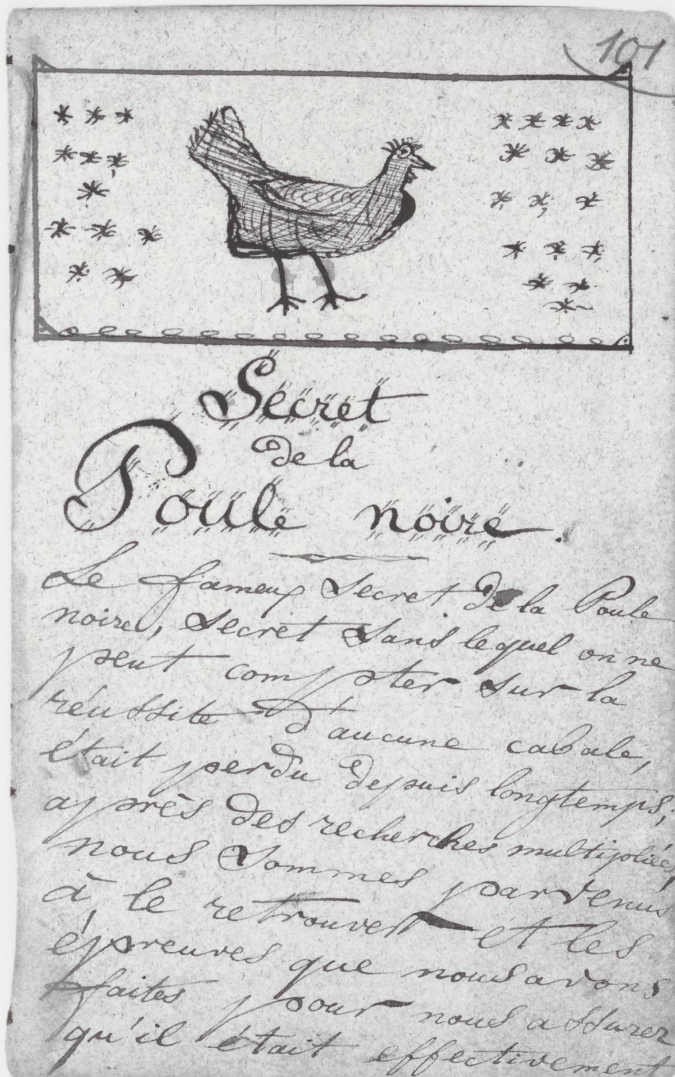 101
Secret
de la
Poule noire.
Le fameux secret de la Poule
noire, secret sans lequel on ne
peut compter sur la
réussite d'aucune cabale,
était perdu depuis longtemps;
après des recherches multipliées
nous sommes parvenus
à le retrouver et les
épreuves que nous avons
faites pour nous assurer
qu'il était effectivement